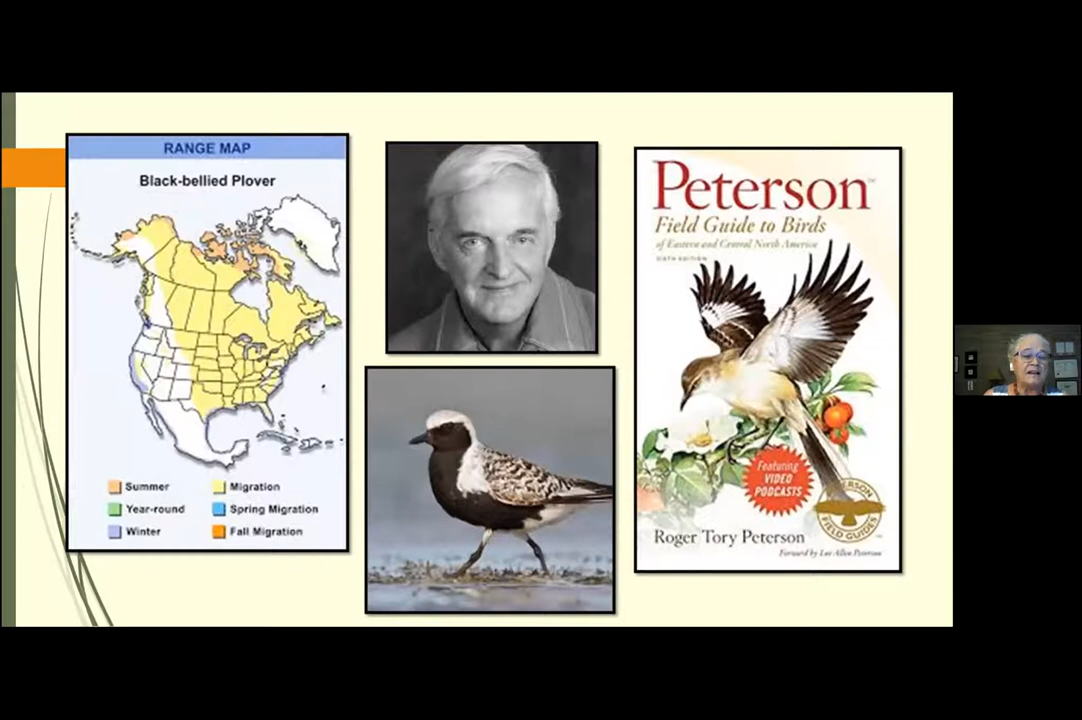 RANGE MAP
Black-bellied Plover
Summer
Migration
Year-round
Spring Migration
Winter
Fall Migration
Peterson™
Field Guide to Birds
of Eastern and Central North America
SIXTH EDITION
Featuring
VIDEO
PODCASTS
PETERSON
FIELD GUIDES
Roger Tory Peterson
Foreword by Lee Allen Peterson